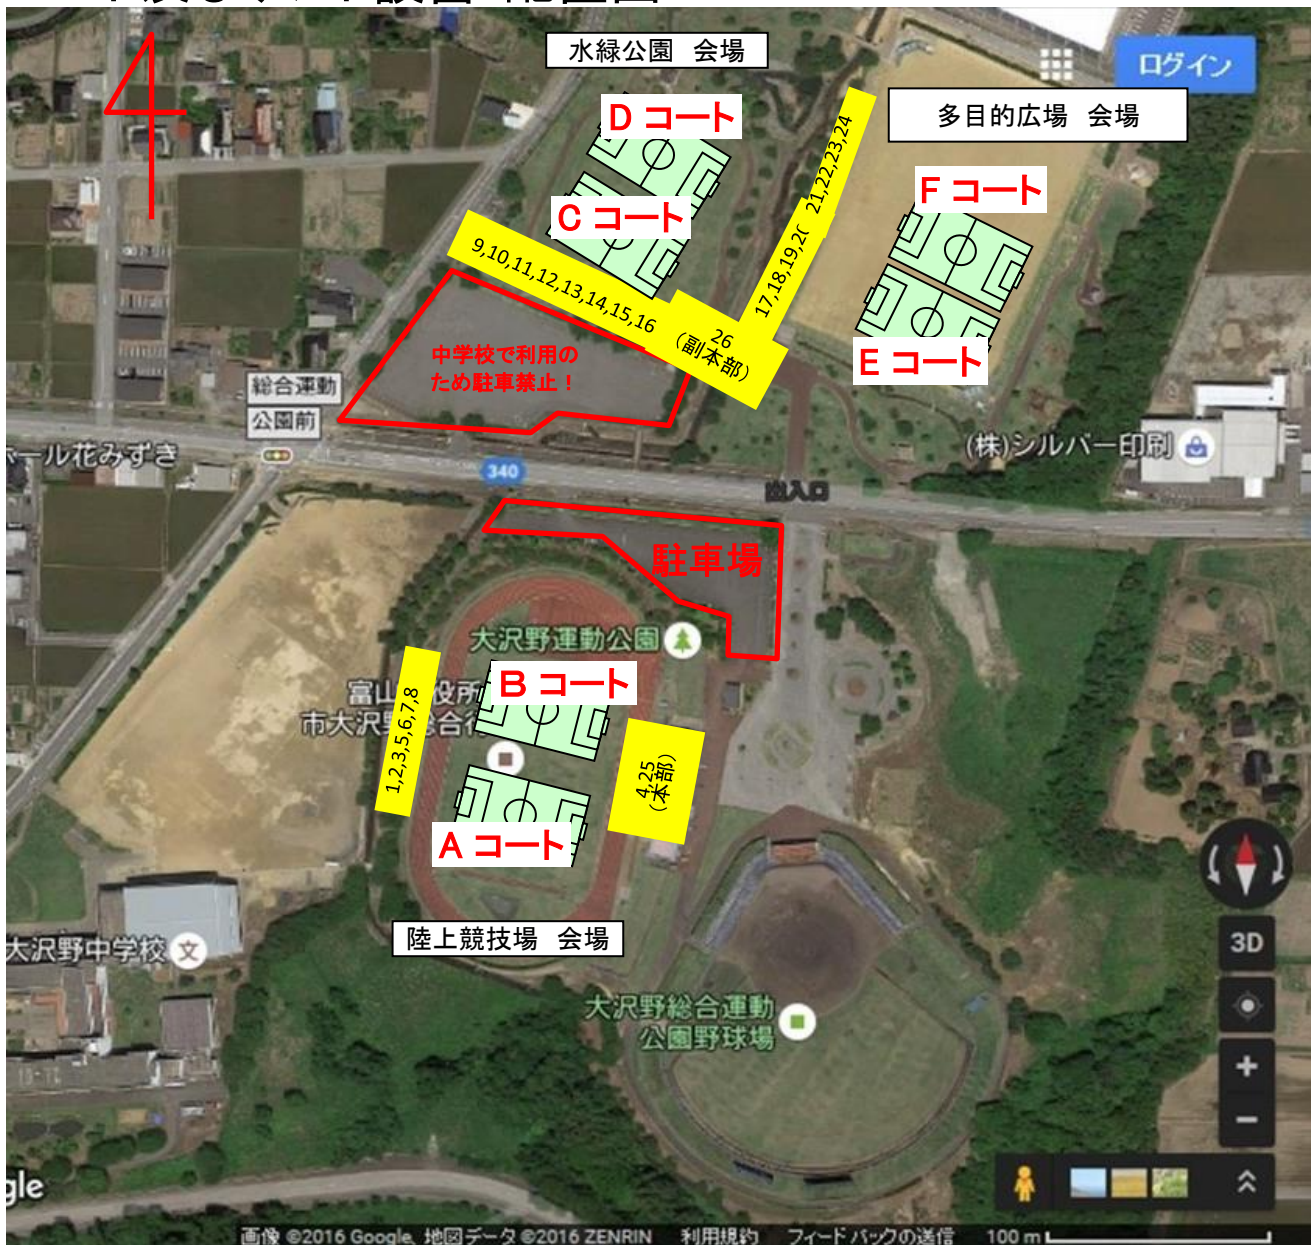 水緑公園 会場
ログイン
多目的広場 会場
D コート
C コート
F コート
E コート
21,22,23,24
17,18,19,20
9,10,11,12,13,14,15,16
26
(副本部)
中学校で利用の
ため駐車禁止！
総合運動
公園前
ホール花みずき
340
(株)シルバー印刷
出入口
駐車場
大沢野運動公園
B コート
A コート
1,2,3,5,6,7,8
4,25
(本部)
陸上競技場 会場
大沢野中学校
文
大沢野総合運動
公園野球場
3D
gle
画像 ©2016 Google, 地図データ ©2016 ZENRIN 利用規約 フィードバックの送信 100 m